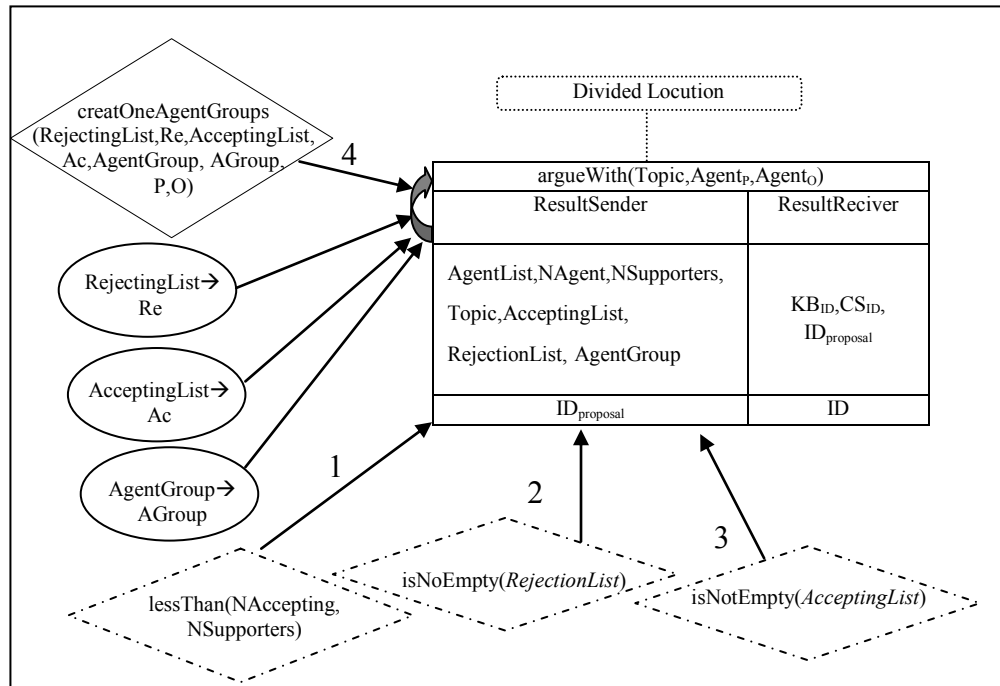 Divided Locution
creatOneAgentGroups
(RejectingList,Re,AcceptingList,
Ac,AgentGroup, AGroup,
P,O)
4
argueWith(Topic,AgentP,AgentO)
ResultSender
ResultReciver
RejectingList→
Re
AgentList,NAgent,NSupporters,
Topic,AcceptingList,
RejectionList, AgentGroup
KBID,CSID,
IDproposal
AcceptingList→
Ac
IDproposal
ID
AgentGroup→
AGroup
1
2
3
lessThan(NAccepting,
NSupporters)
isNoEmpty(RejectionList)
isNotEmpty(AcceptingList)